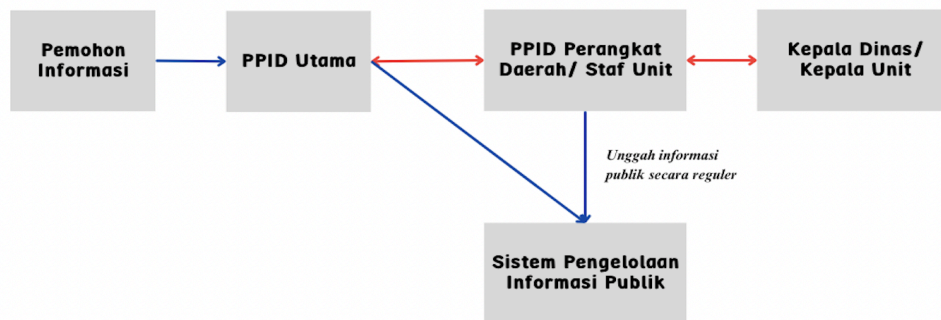 Pemohon
Informasi
PPID Utama
PPID Perangkat
Daerah/ Staf Unit
Kepala Dinas/
Kepala Unit
Unggah informasi
publik secara reguler
Sistem Pengelolaan
Informasi Publik